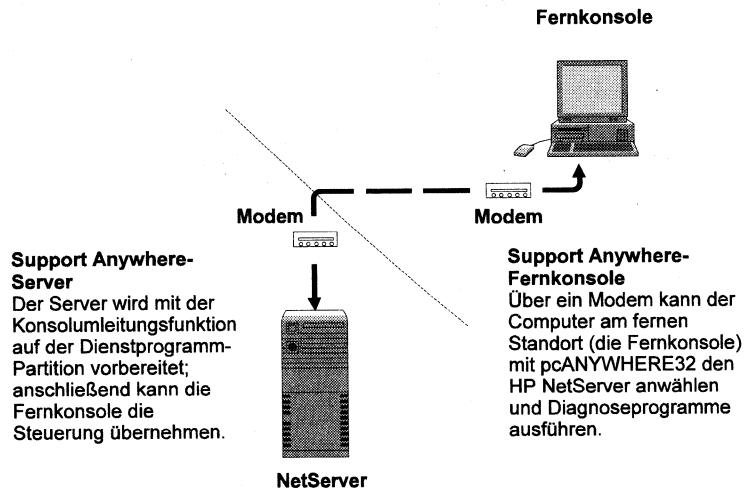 Fernkonsole
Modem
Modem
Support Anywhere-
Server
Der Server wird mit der
Konsolumleitungsfunktion
auf der Dienstprogramm-
Partition vorbereitet;
anschließend kann die
Fernkonsole die
Steuerung übernehmen.
Support Anywhere-
Fernkonsole
Über ein Modem kann der
Computer am fernen
Standort (die Fernkonsole)
mit pcANYWHERE32 den
HP NetServer anwählen
und Diagnoseprogramme
ausführen.
NetServer